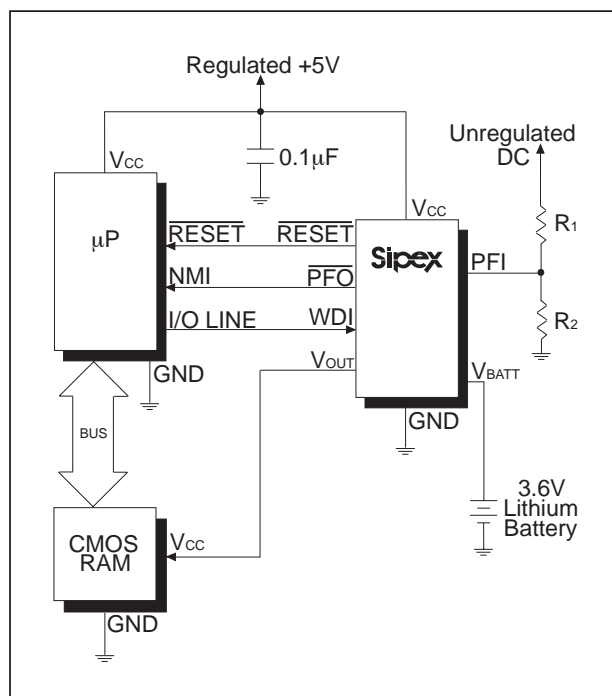 Regulated +5V
Unregulated
DC
0.1μF
VCC
VCC
μP
RESET
RESET
Sipex
R1
NMI
PFO
PFI
I/O LINE
WDI
R2
VOUT
GND
VBATT
BUS
GND
3.6V
Lithium
Battery
CMOS
RAM
VCC
GND